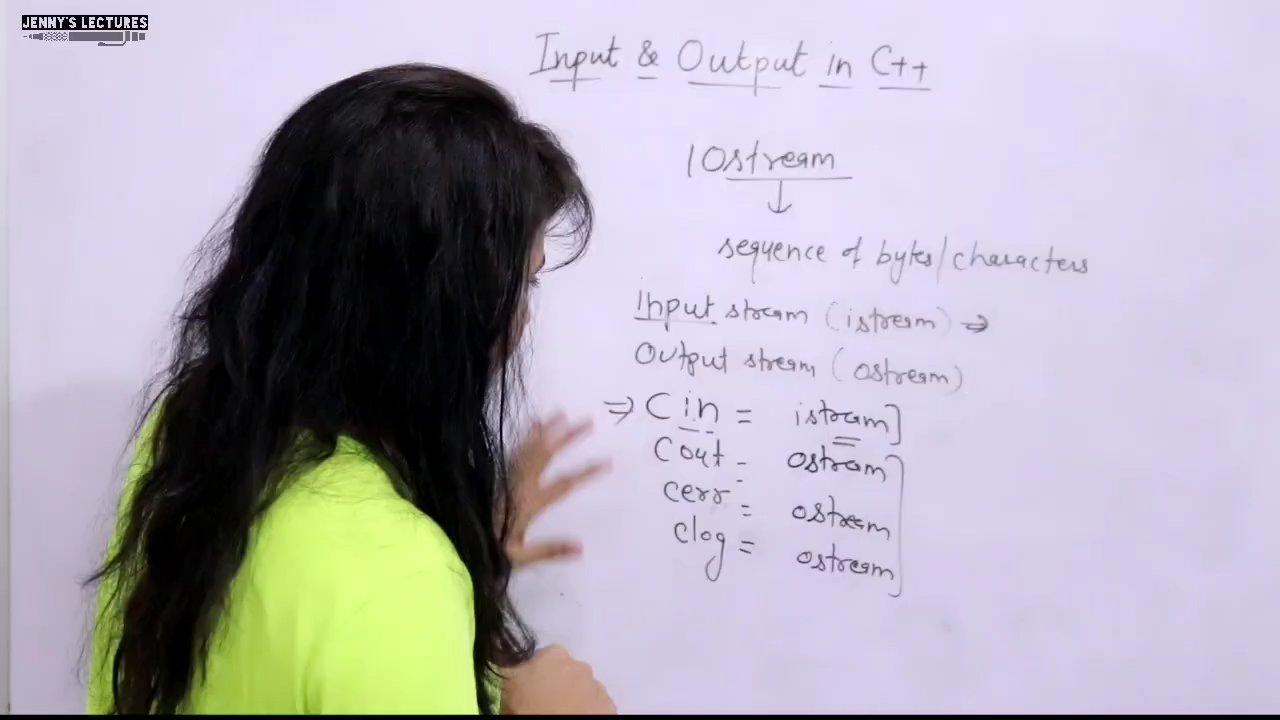 JENNY'S LECTURES
Input & Output in C++
IOstream
↓
sequence of bytes/characters
Input stream (istream) ⇒
Output stream (ostream)
⇒ Cin = istream]
Cout = ostream
cerr = ostream
clog = ostream